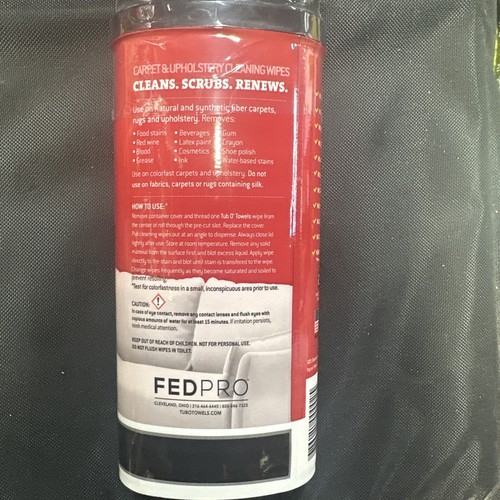 CARPET & UPHOLSTERY CLEANING WIPES
CLEANS. SCRUBS. RENEWS.
Use on natural and synthetic fiber carpets,
rugs and upholstery. Removes:
• Food stains • Beverages • Gum
• Red wine • Latex paint • Crayon
• Blood • Cosmetics • Shoe polish
• Grease • Ink • Water-based stains
Use on colorfast carpets and upholstery. Do not
use on fabrics, carpets or rugs containing silk.
HOW TO USE:*
Remove container cover and thread one Tub O' Towels wipe from
the center of roll through the pre-cut slot. Replace the cover.
Pull cleaning wipes out at an angle to dispense. Always close lid
tightly after use. Store at room temperature. Remove any solid
material from the surface first and blot excess liquid. Apply wipe
directly to the stain and blot until stain is transferred to the wipe.
Change wipes frequently as they become saturated and soiled to
prevent resoiling.
*Test for colorfastness in a small, inconspicuous area prior to use.
CAUTION:
In case of eye contact, remove any contact lenses and flush eyes with
copious amounts of water for at least 15 minutes. If irritation persists,
seek medical attention.
KEEP OUT OF REACH OF CHILDREN. NOT FOR PERSONAL USE.
DO NOT FLUSH WIPES IN TOILET.
FEDPRO
CLEVELAND, OHIO | 216-464-6440 |
TUBOTOWELS.COM